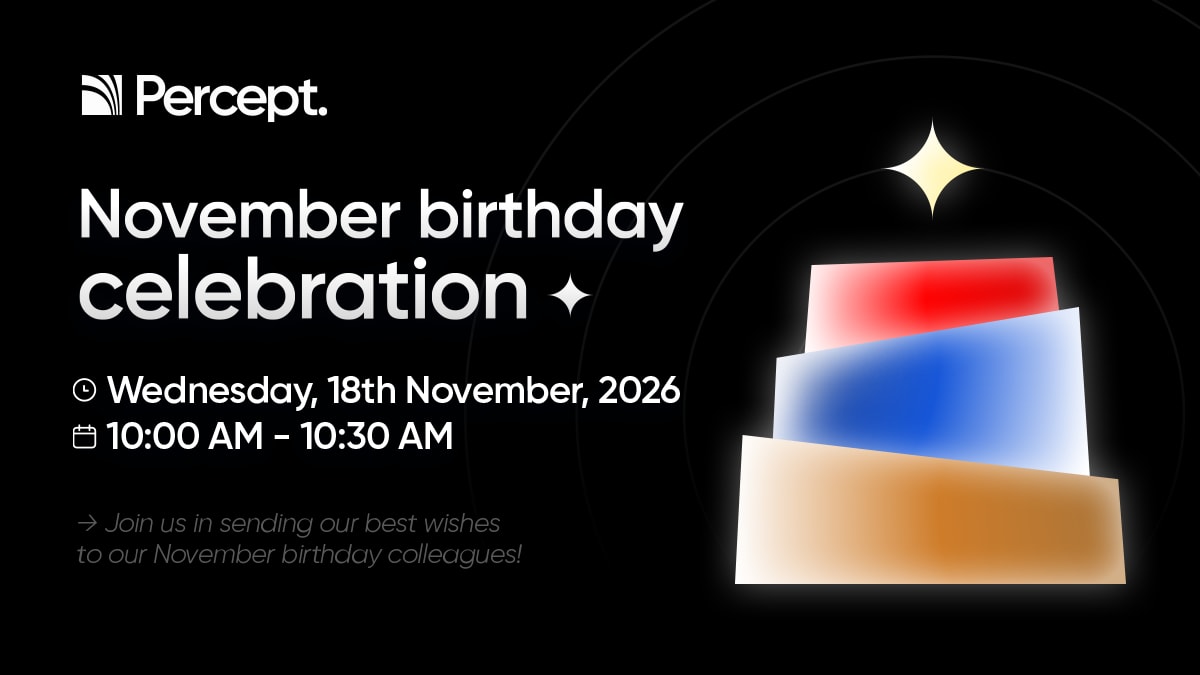 Percept.
November birthday
celebration
Wednesday, 18th November, 2026
10:00 AM - 10:30 AM
→ Join us in sending our best wishes
to our November birthday colleagues!